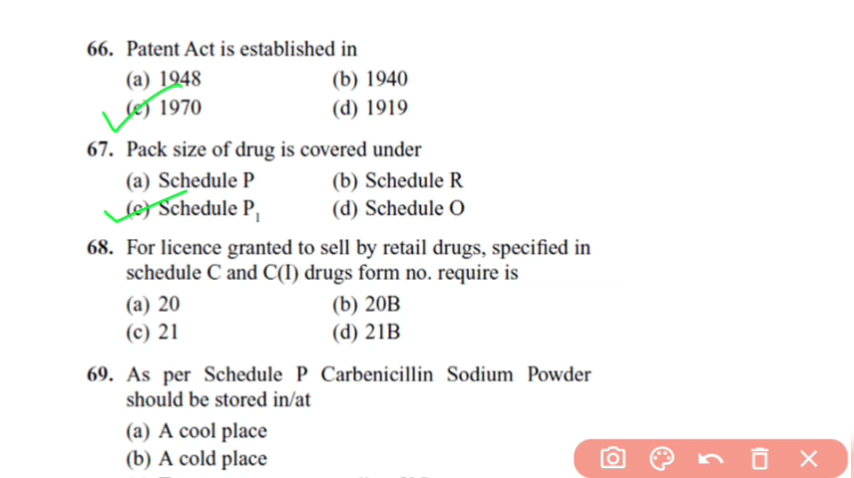 66. Patent Act is established in
(a) 1948 (b) 1940
(c) 1970 (d) 1919
67. Pack size of drug is covered under
(a) Schedule P (b) Schedule R
(c) Schedule P₁ (d) Schedule O
68. For licence granted to sell by retail drugs, specified in
schedule C and C(I) drugs form no. require is
(a) 20 (b) 20B
(c) 21 (d) 21B
69. As per Schedule P Carbenicillin Sodium Powder
should be stored in/at
(a) A cool place
(b) A cold place